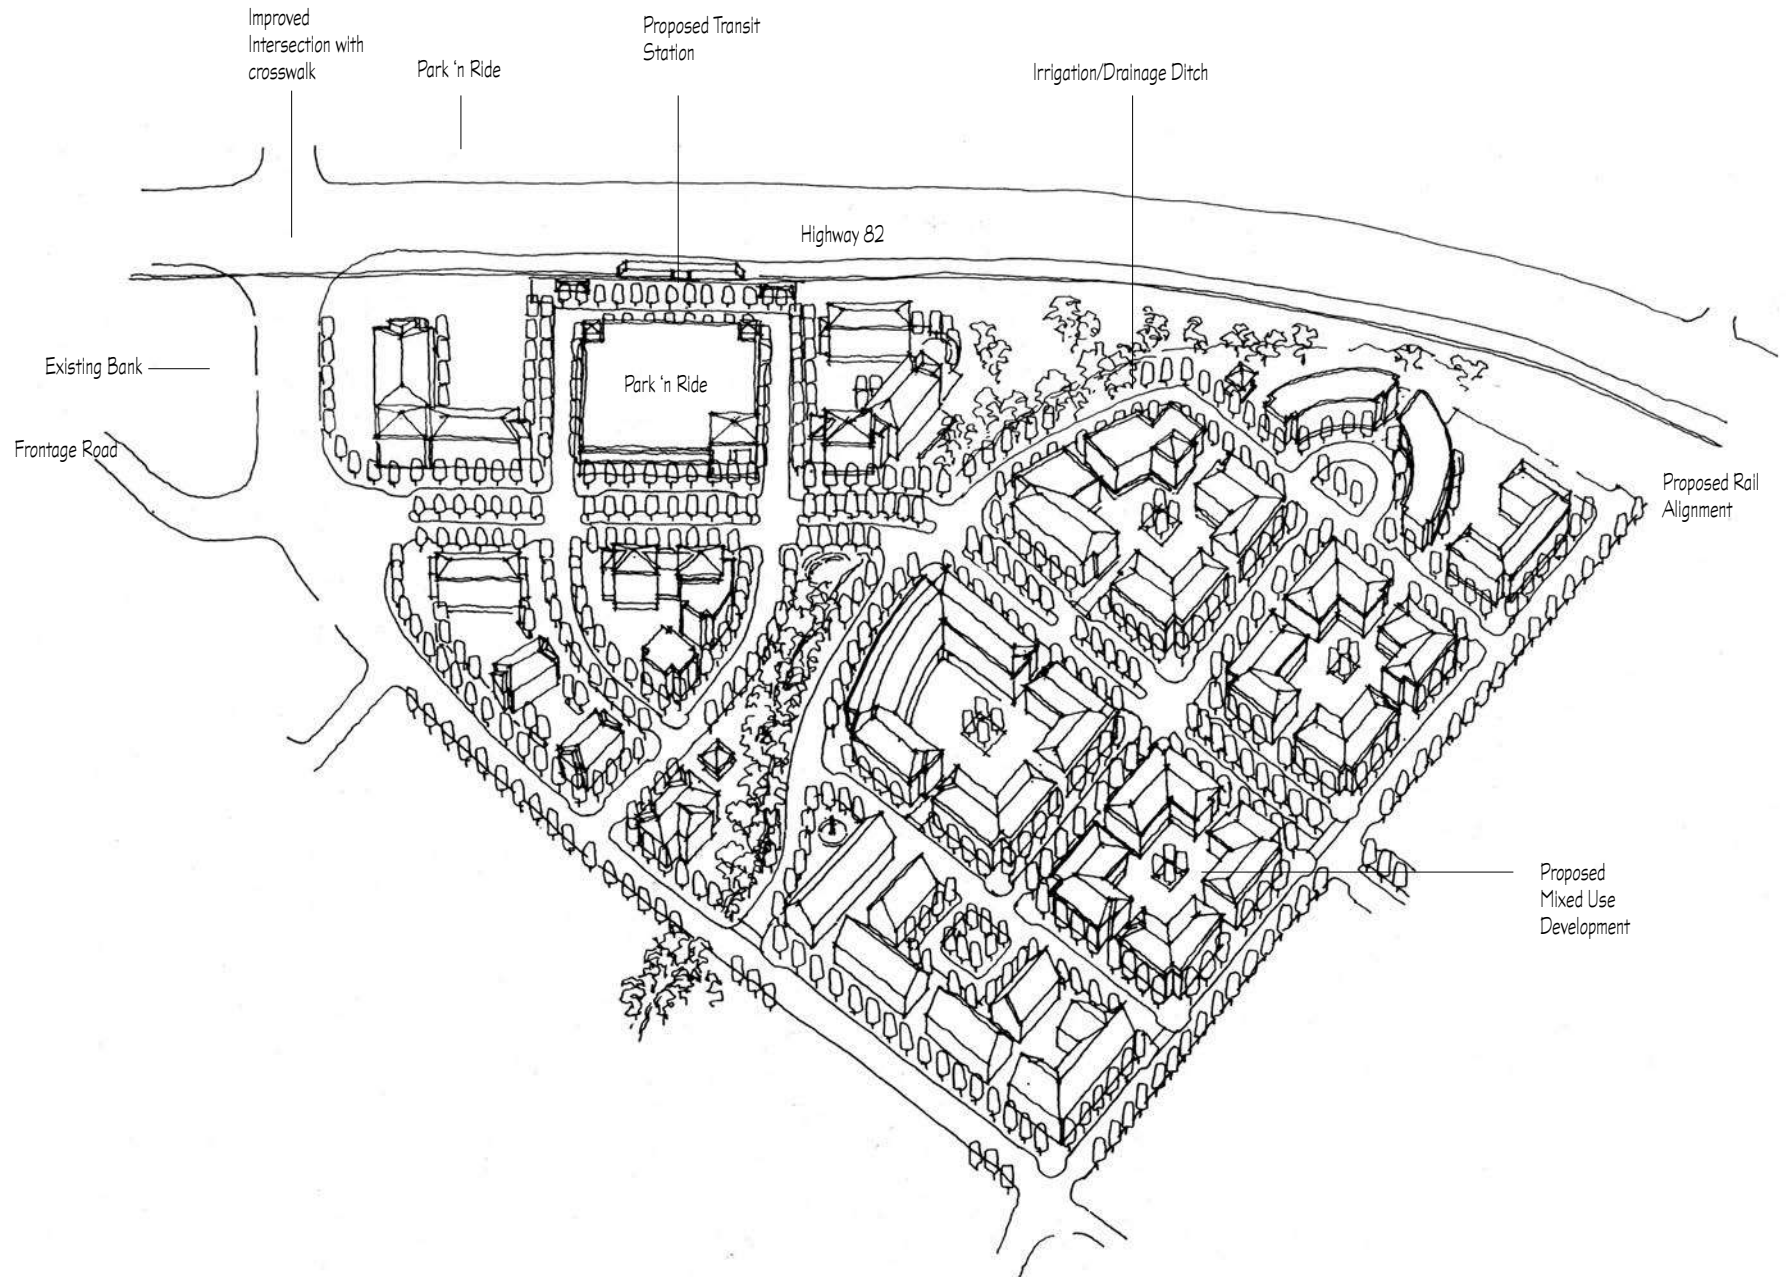 Improved
Intersection with
crosswalk
Park 'n Ride
Proposed Transit
Station
Irrigation/Drainage Ditch
Highway 82
Existing Bank
Park 'n Ride
Frontage Road
Proposed Rail
Alignment
Proposed
Mixed Use
Development